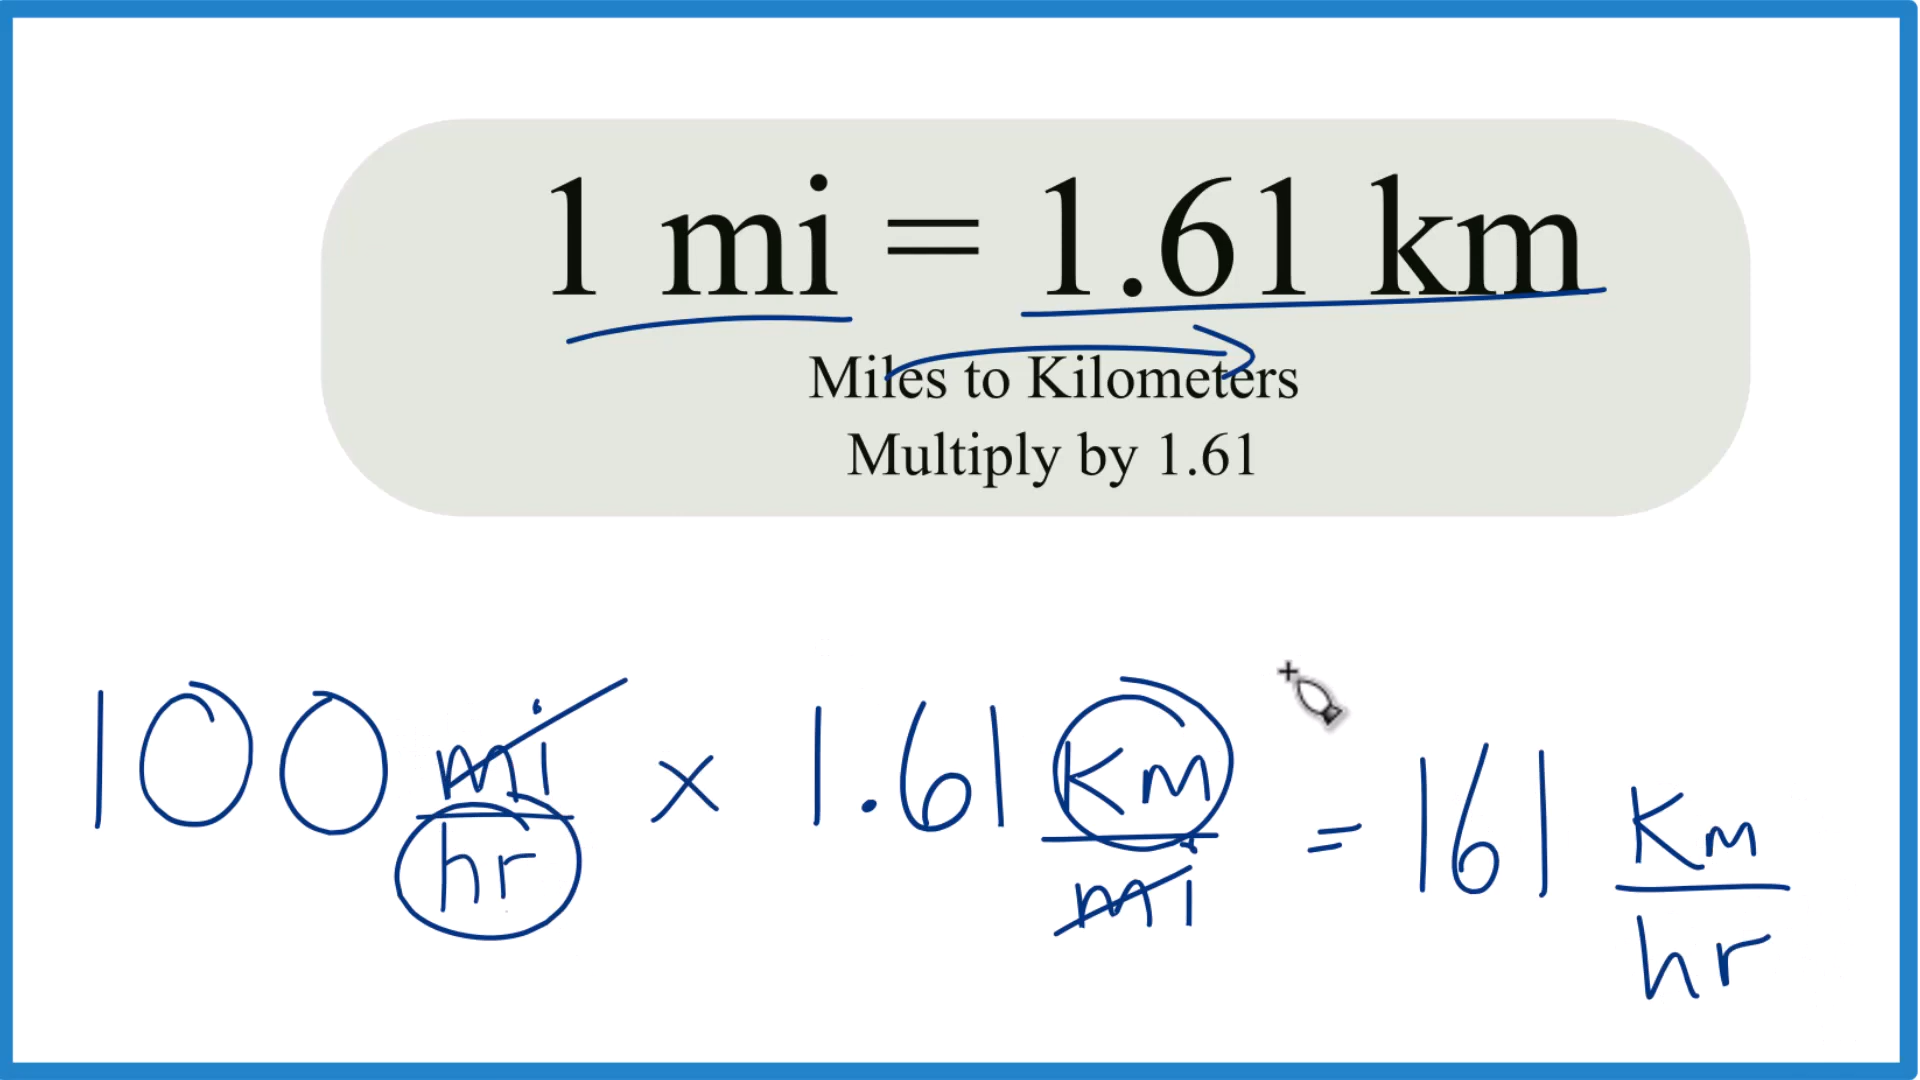 1 mi = 1.61 km
Miles to Kilometers
Multiply by 1.61
100 mi/hr x 1.61 Km/mi = 161 Km/hr